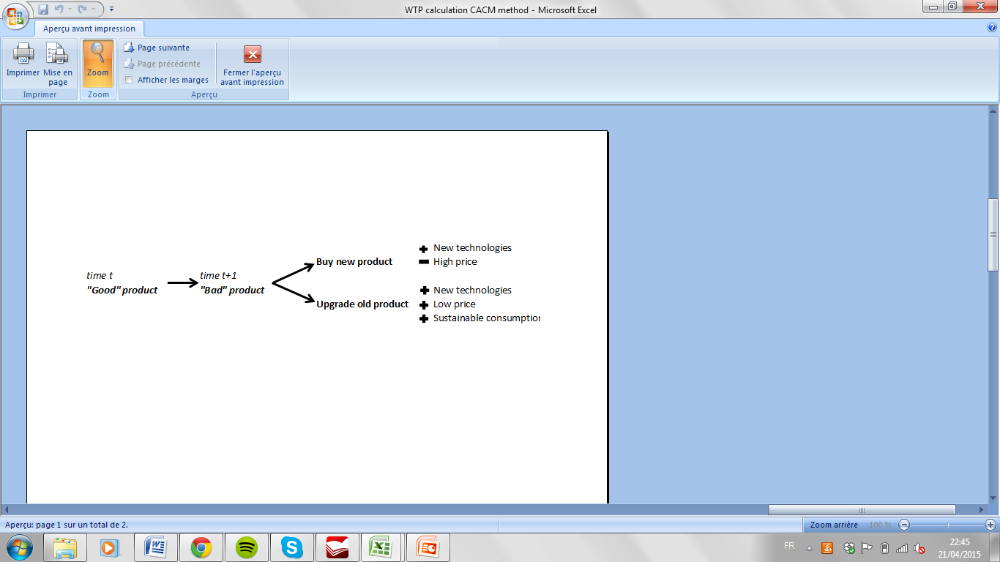 WTP calculation CACM method - Microsoft Excel
Aperçu avant impression
Imprimer
Mise en page
Zoom
Page suivante
Page précédente
Afficher les marges
Fermer l'aperçu avant impression
Imprimer
Zoom
Aperçu
New technologies
Buy new product
High price
time t
time t+1
"Good" product
"Bad" product
New technologies
Upgrade old product
Low price
Sustainable consumption
Aperçu: page 1 sur un total de 2.
Zoom arrière
100 %
FR
22:45
21/04/2015